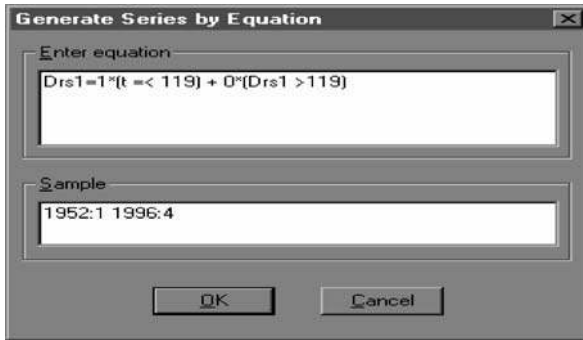 Generate Series by Equation
Enter equation
Drs1=1*(t =< 119) + 0*(Drs1 >119)
Sample
1952:1 1996:4
OK
Cancel